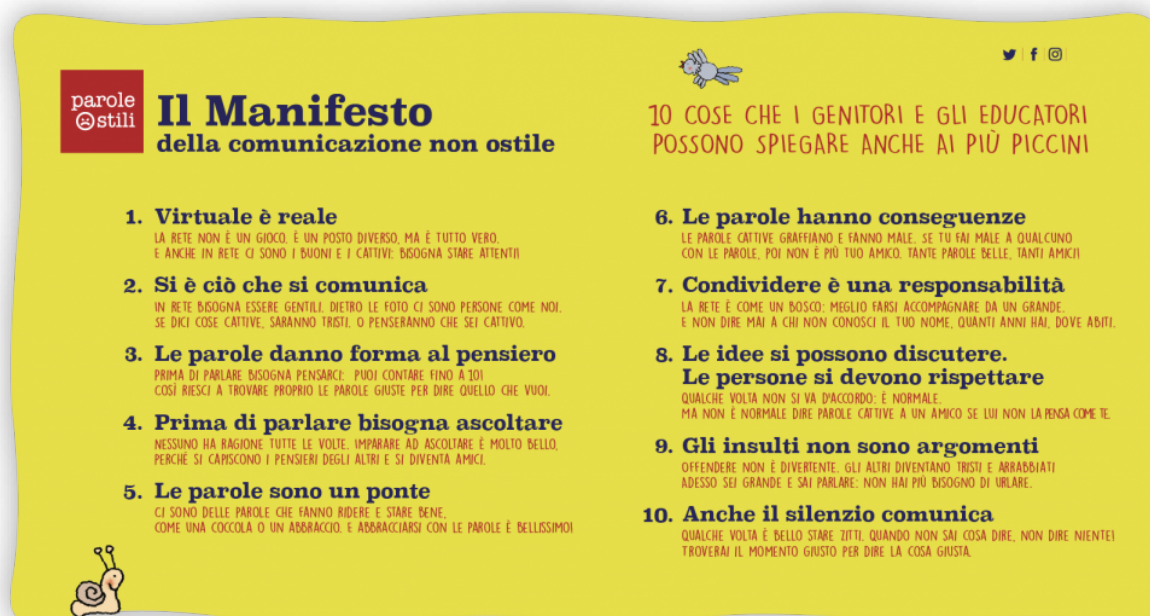 parole
ostili
Il Manifesto
della comunicazione non ostile
10 COSE CHE I GENITORI E GLI EDUCATORI
POSSONO SPIEGARE ANCHE AI PIÙ PICCINI
1. Virtuale è reale
LA RETE NON È UN GIOCO. È UN POSTO DIVERSO, MA È TUTTO VERO.
E ANCHE IN RETE CI SONO I BUONI E I CATTIVI: BISOGNA STARE ATTENTI!
2. Si è ciò che si comunica
IN RETE BISOGNA ESSERE GENTILI. DIETRO LE FOTO CI SONO PERSONE COME NOI.
SE DICI COSE CATTIVE, SARANNO TRISTI. O PENSERANNO CHE SEI CATTIVO.
3. Le parole danno forma al pensiero
PRIMA DI PARLARE BISOGNA PENSARCI: PUOI CONTARE FINO A 10!
COSÌ RIESCI A TROVARE PROPRIO LE PAROLE GIUSTE PER DIRE QUELLO CHE VUOI.
4. Prima di parlare bisogna ascoltare
NESSUNO HA RAGIONE TUTTE LE VOLTE. IMPARARE AD ASCOLTARE È MOLTO BELLO,
PERCHÉ SI CAPISCONO I PENSIERI DEGLI ALTRI E SI DIVENTA AMICI.
5. Le parole sono un ponte
CI SONO DELLE PAROLE CHE FANNO RIDERE E STARE BENE,
COME UNA COCCOLA O UN ABBRACCIO. E ABBRACCIARSI CON LE PAROLE È BELLISSIMO!
6. Le parole hanno conseguenze
LE PAROLE CATTIVE GRAFFIANO E FANNO MALE. SE TU FAI MALE A QUALCUNO
CON LE PAROLE, POI NON È PIÙ TUO AMICO. TANTE PAROLE BELLE, TANTI AMICI!
7. Condividere è una responsabilità
LA RETE È COME UN BOSCO: MEGLIO FARSI ACCOMPAGNARE DA UN GRANDE.
E NON DIRE MAI A CHI NON CONOSCI IL TUO NOME, QUANTI ANNI HAI, DOVE ABITI.
8. Le idee si possono discutere.
Le persone si devono rispettare
QUALCHE VOLTA NON SI VA D'ACCORDO: È NORMALE.
MA NON È NORMALE DIRE PAROLE CATTIVE A UN AMICO SE LUI NON LA PENSA COME TE.
9. Gli insulti non sono argomenti
OFFENDERE NON È DIVERTENTE. GLI ALTRI DIVENTANO TRISTI E ARRABBIATI
ADESSO SEI GRANDE E SAI PARLARE: NON HAI PIÙ BISOGNO DI URLARE.
10. Anche il silenzio comunica
QUALCHE VOLTA È BELLO STARE ZITTI. QUANDO NON SAI COSA DIRE, NON DIRE NIENTE!
TROVERAI IL MOMENTO GIUSTO PER DIRE LA COSA GIUSTA.